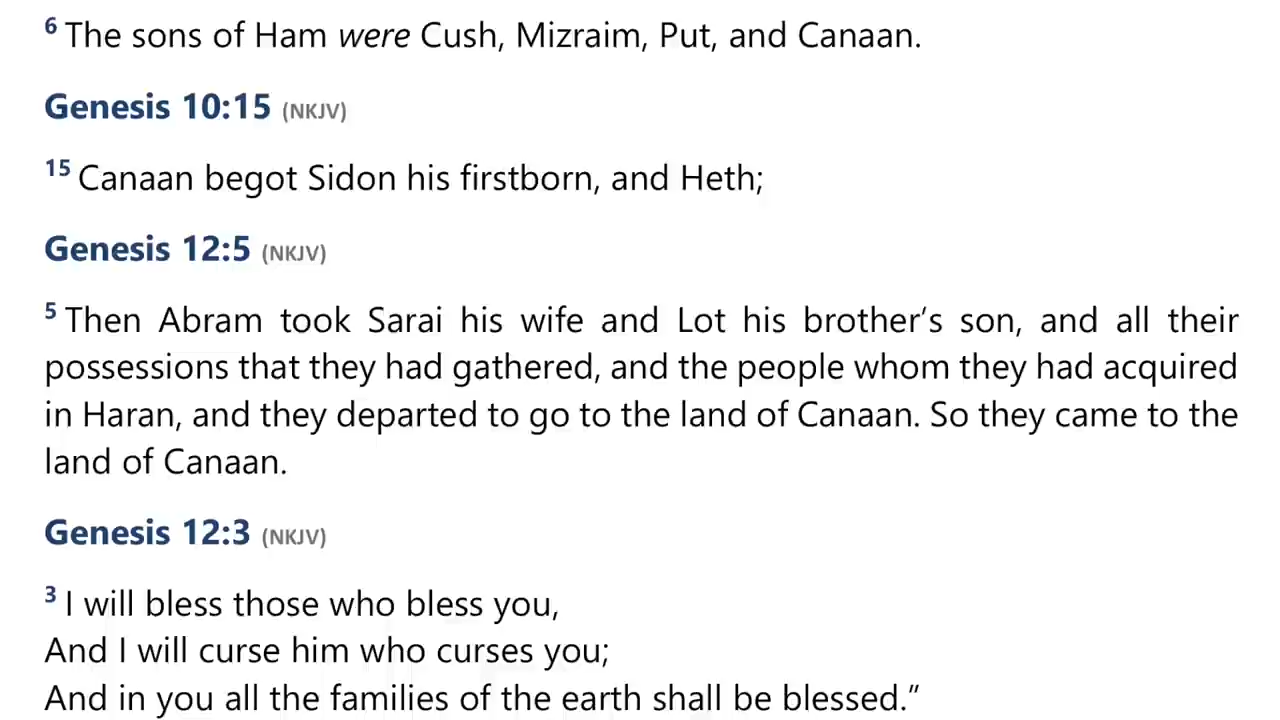 6 The sons of Ham were Cush, Mizraim, Put, and Canaan.
Genesis 10:15 (NKJV)
15 Canaan begot Sidon his firstborn, and Heth;
Genesis 12:5 (NKJV)
5 Then Abram took Sarai his wife and Lot his brother’s son, and all their
possessions that they had gathered, and the people whom they had acquired
in Haran, and they departed to go to the land of Canaan. So they came to the
land of Canaan.
Genesis 12:3 (NKJV)
3 I will bless those who bless you,
And I will curse him who curses you;
And in you all the families of the earth shall be blessed.”